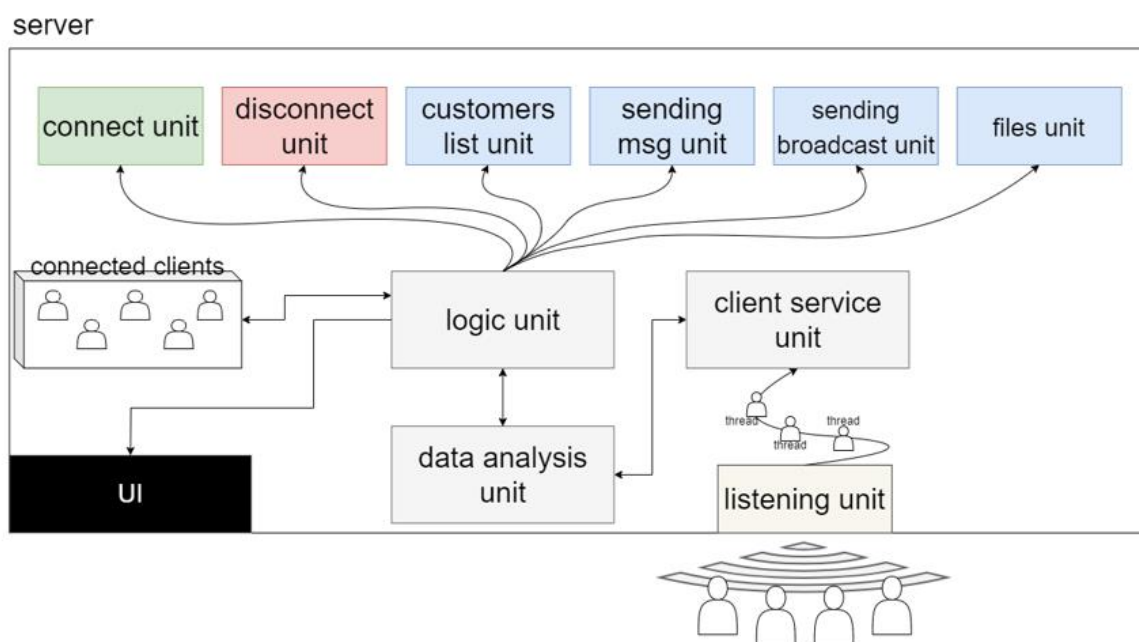 server
connect unit
disconnect
unit
customers
list unit
sending
msg unit
sending
broadcast unit
files unit
connected clients
logic unit
client service
unit
thread
thread
thread
data analysis
unit
UI
listening unit